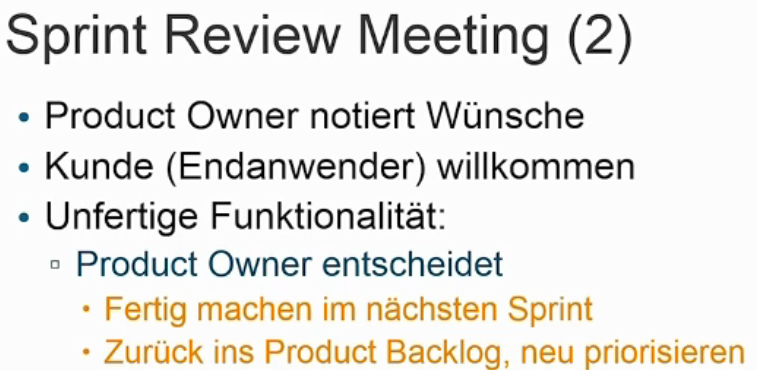 Sprint Review Meeting (2)
• Product Owner notiert Wünsche
• Kunde (Endanwender) willkommen
• Unfertige Funktionalität:
▫ Product Owner entscheidet
• Fertig machen im nächsten Sprint
• Zurück ins Product Backlog, neu priorisieren